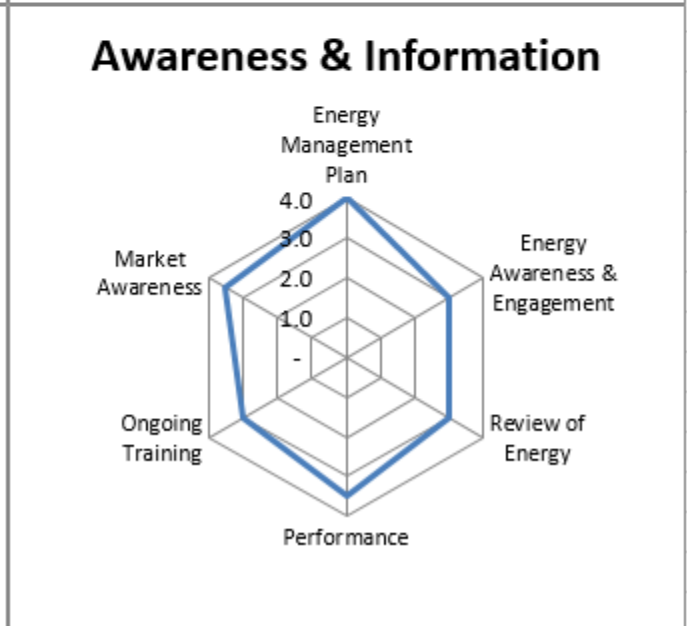 Awareness & Information
Energy
Management
Plan
4.0
3.0
2.0
1.0
-
Energy
Awareness &
Engagement
Review of
Energy
Performance
Ongoing
Training
Market
Awareness